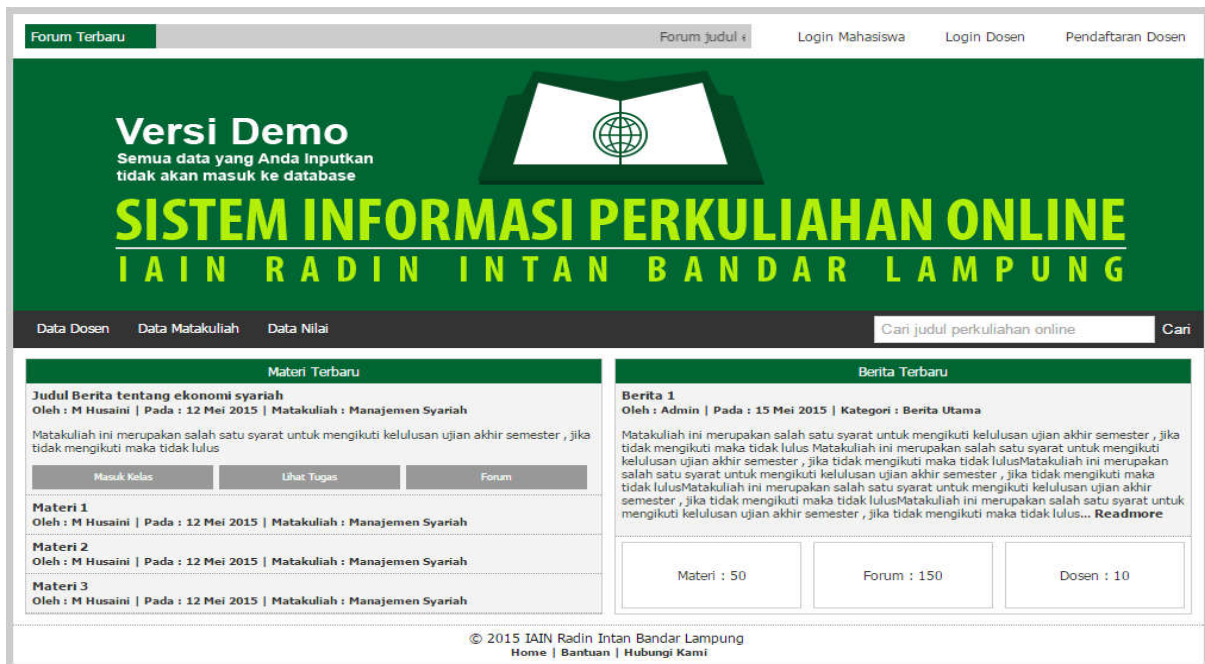 Forum Terbaru
Forum judul
Login Mahasiswa
Login Dosen
Pendaftaran Dosen
Versi Demo
Semua data yang Anda Inputkan
tidak akan masuk ke database
SISTEM INFORMASI PERKULIAHAN ONLINE
IAIN RADIN INTAN BANDAR LAMPUNG
Data Dosen
Data Matakuliah
Data Nilai
Cari judul perkuliahan online
Cari
Materi Terbaru
Judul Berita tentang ekonomi syariah
Oleh : M Husaini | Pada : 12 Mei 2015 | Matakuliah : Manajemen Syariah
Matakuliah ini merupakan salah satu syarat untuk mengikuti kelulusan ujian akhir semester , jika
tidak mengikuti maka tidak lulus
Masuk Kelas
Lihat Tugas
Forum
Materi 1
Oleh : M Husaini | Pada : 12 Mei 2015 | Matakuliah : Manajemen Syariah
Materi 2
Oleh : M Husaini | Pada : 12 Mei 2015 | Matakuliah : Manajemen Syariah
Materi 3
Oleh : M Husaini | Pada : 12 Mei 2015 | Matakuliah : Manajemen Syariah
Berita Terbaru
Berita 1
Oleh : Admin | Pada : 15 Mei 2015 | Kategori : Berita Utama
Matakuliah ini merupakan salah satu syarat untuk mengikuti kelulusan ujian akhir semester , jika
tidak mengikuti maka tidak lulus Matakuliah ini merupakan salah satu syarat untuk mengikuti
kelulusan ujian akhir semester , jika tidak mengikuti maka tidak lulusMatakuliah ini merupakan
salah satu syarat untuk mengikuti kelulusan ujian akhir semester , jika tidak mengikuti maka
tidak lulusMatakuliah ini merupakan salah satu syarat untuk mengikuti kelulusan ujian akhir
semester , jika tidak mengikuti maka tidak lulusMatakuliah ini merupakan salah satu syarat untuk
mengikuti kelulusan ujian akhir semester , jika tidak mengikuti maka tidak lulus... Readmore
Materi : 50
Forum : 150
Dosen : 10
© 2015 IAIN Radin Intan Bandar Lampung
Home | Bantuan | Hubungi Kami